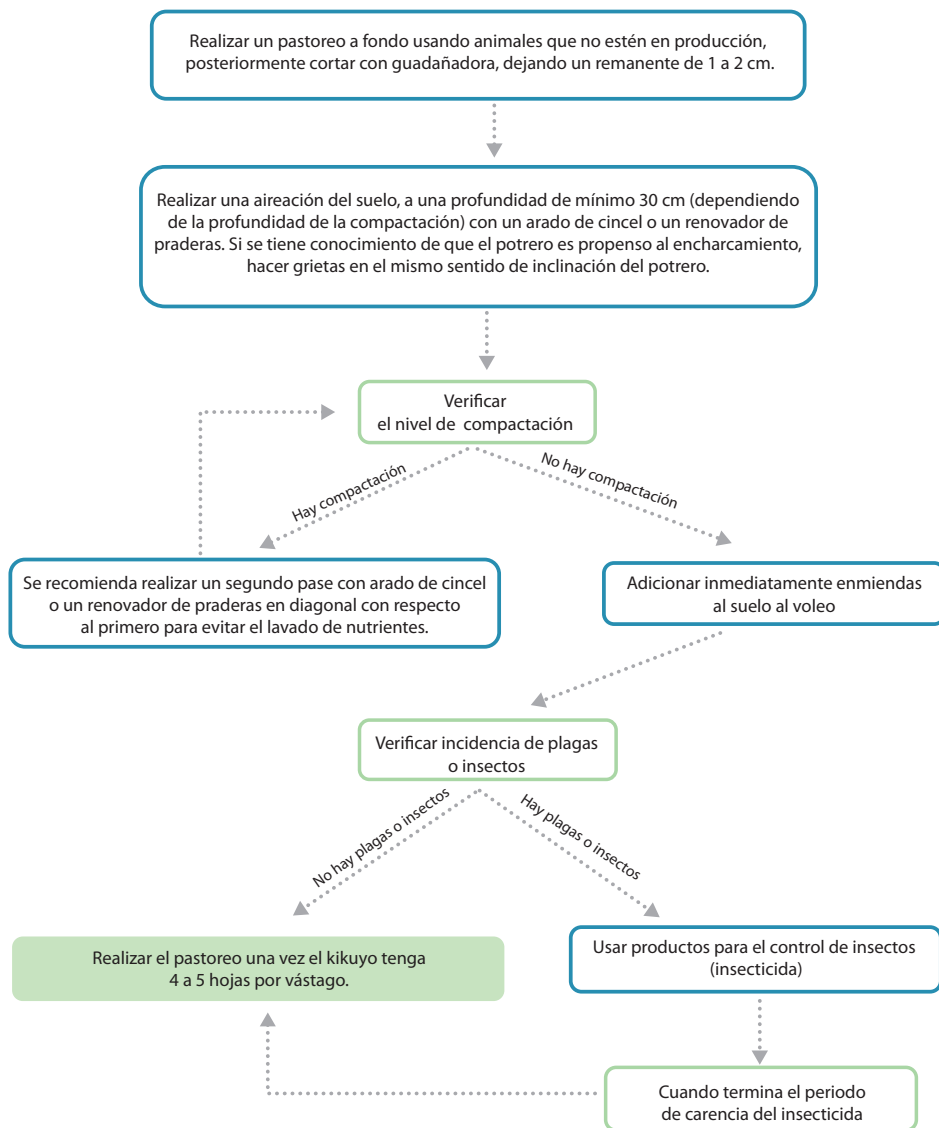 Realizar un pastoreo a fondo usando animales que no estén en producción,
posteriormente cortar con guadañadora, dejando un remanente de 1 a 2 cm.
Realizar una aireación del suelo, a una profundidad de mínimo 30 cm (dependiendo
de la profundidad de la compactación) con un arado de cincel o un renovador de
praderas. Si se tiene conocimiento de que el potrero es propenso al encharcamiento,
hacer grietas en el mismo sentido de inclinación del potrero.
Verificar
el nivel de compactación
Hay compactación
No hay compactación
Se recomienda realizar un segundo pase con arado de cincel
o un renovador de praderas en diagonal con respecto
al primero para evitar el lavado de nutrientes.
Adicionar inmediatamente enmiendas
al suelo al voleo
Verificar incidencia de plagas
o insectos
No hay plagas o insectos
Hay plagas o insectos
Realizar el pastoreo una vez el kikuyo tenga
4 a 5 hojas por vástago.
Usar productos para el control de insectos
(insecticida)
Cuando termina el periodo
de carencia del insecticida